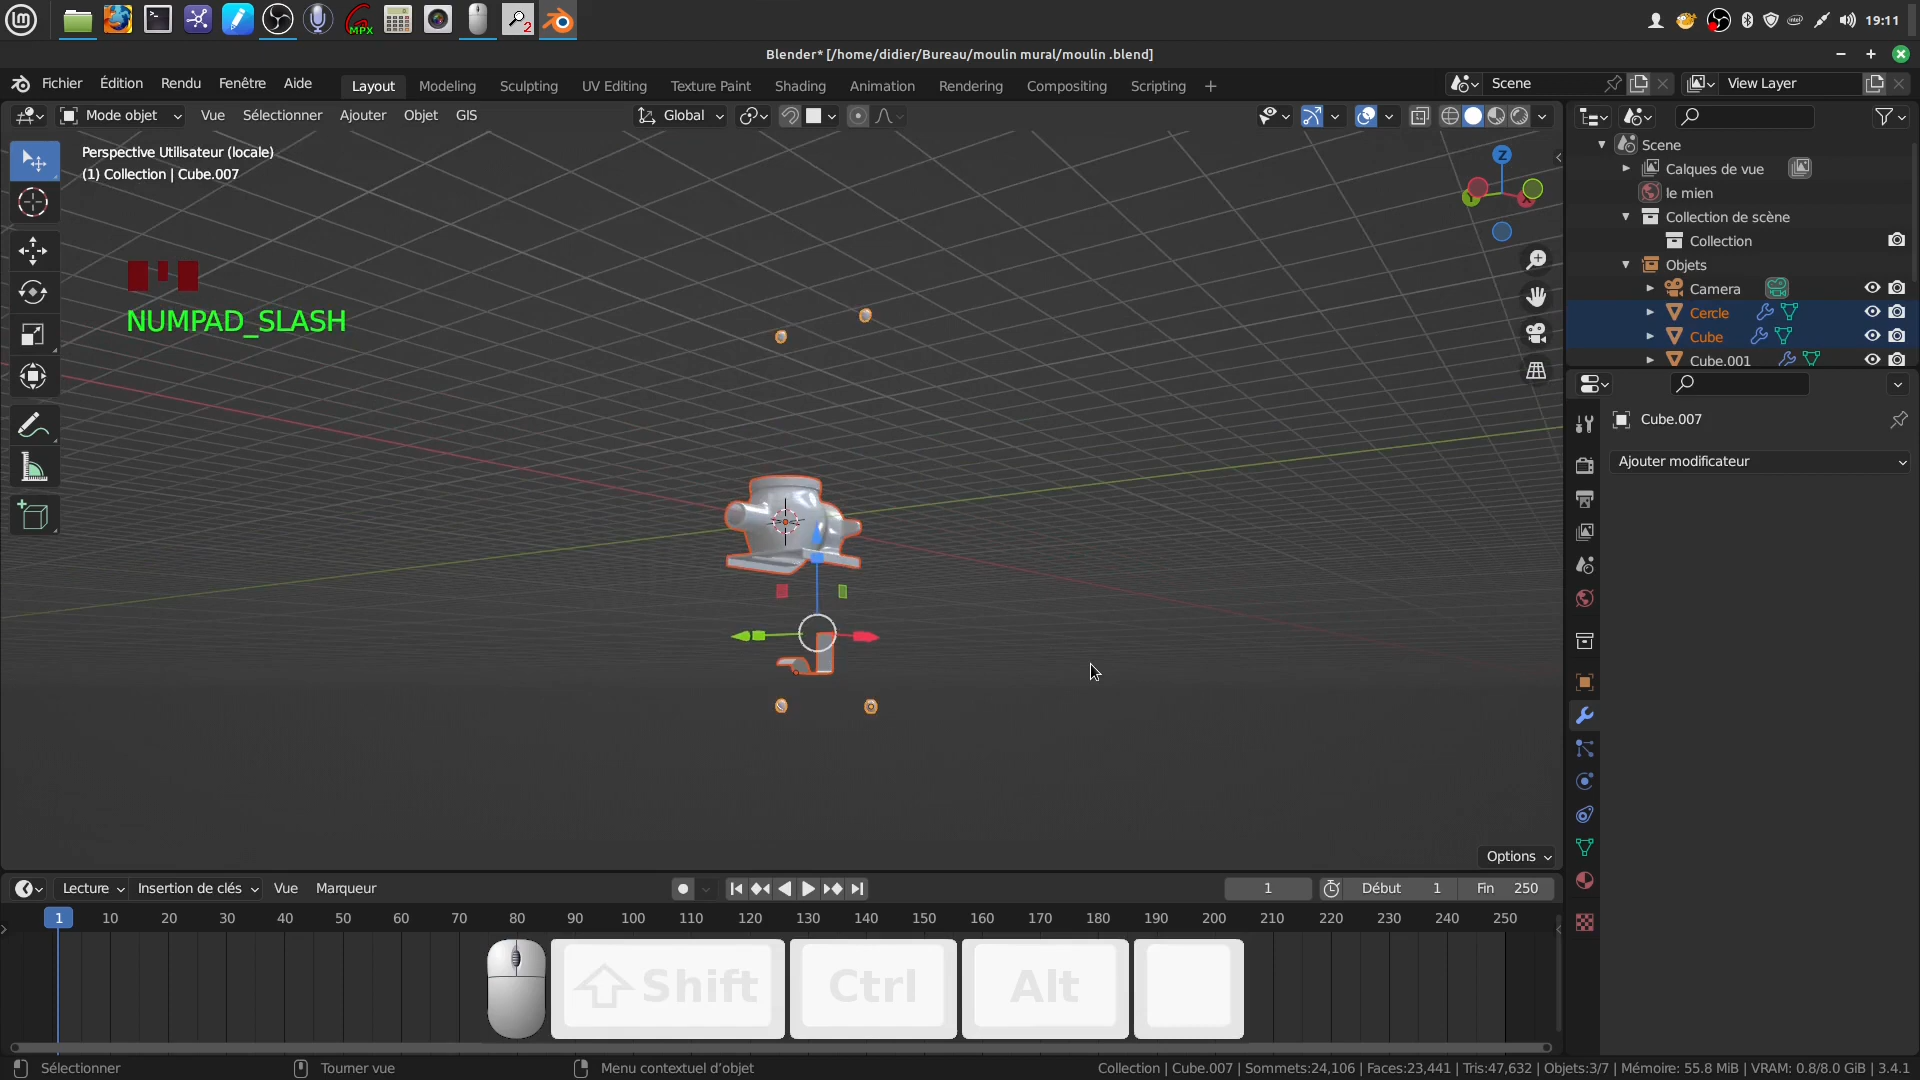 MPX
2
19:11
Blender* [/home/didier/Bureau/moulin mural/moulin .blend]
Fichier Édition Rendu Fenêtre Aide
Layout Modeling Sculpting UV Editing Texture Paint Shading Animation Rendering Compositing Scripting +
Scene
View Layer
Mode objet Vue Sélectionner Ajouter Objet GIS
Global
Perspective Utilisateur (locale)
(1) Collection | Cube.007
NUMPAD_SLASH
Z
Scene
Calques de vue
le mien
Collection de scène
Collection
Objets
Camera
Cercle
Cube
Cube.001
Cube.007
Ajouter modificateur
Options
Lecture Insertion de clés Vue Marqueur
1
Début 1
Fin 250
1 10 20 30 40 50 60 70 80 90 100 110 120 130 140 150 160 170 180 190 200 210 220 230 240 250
Shift Ctrl Alt
Sélectionner Tourner vue Menu contextuel d'objet
Collection | Cube.007 | Sommets:24,106 | Faces:23,441 | Tris:47,632 | Objets:3/7 | Mémoire: 55.8 MiB | VRAM: 0.8/8.0 GiB | 3.4.1